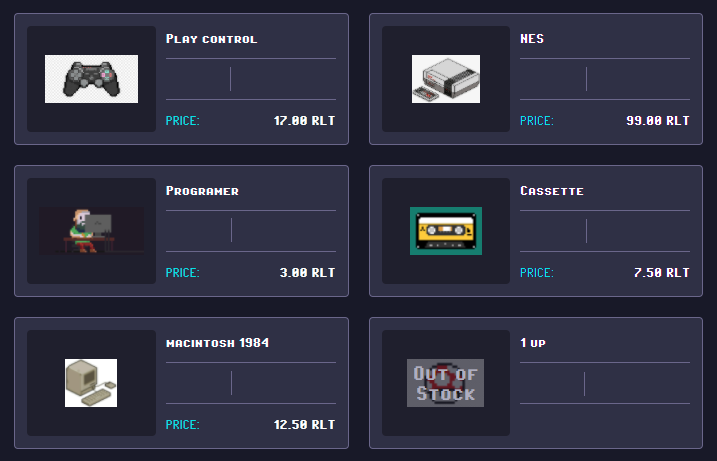 Play control
PRICE: 17.00 RLT
NES
PRICE: 99.00 RLT
Programer
PRICE: 3.00 RLT
Cassette
PRICE: 7.50 RLT
macintosh 1984
PRICE: 12.50 RLT
1 up
Out of
Stock